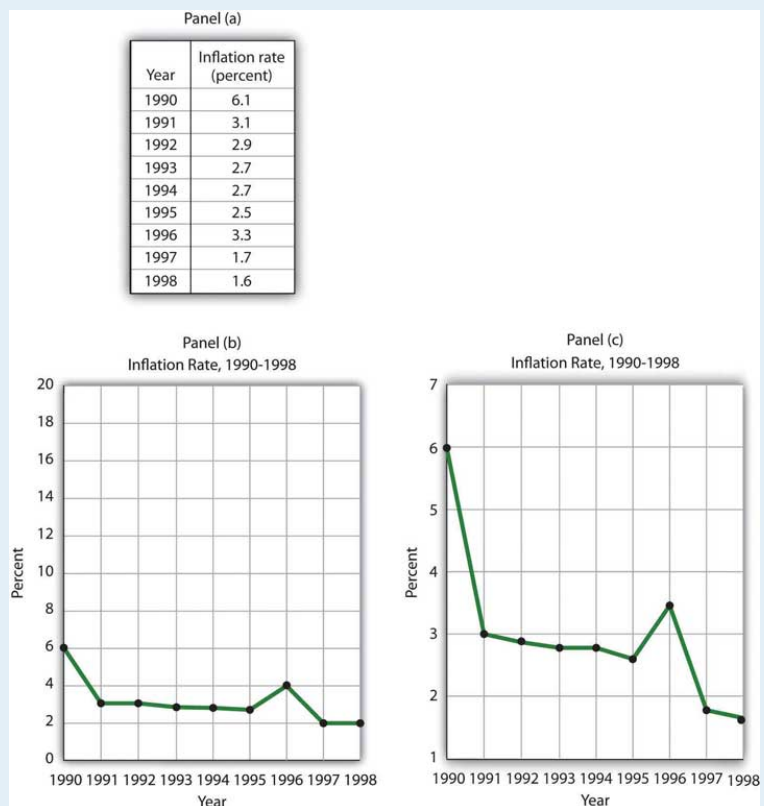 Panel (a)
Year Inflation rate (percent)
1990 6.1
1991 3.1
1992 2.9
1993 2.7
1994 2.7
1995 2.5
1996 3.3
1997 1.7
1998 1.6
Panel (b)
Inflation Rate, 1990-1998
20
18
16
14
12
10
8
6
4
2
0
Percent
1990 1991 1992 1993 1994 1995 1996 1997 1998
Year
Panel (c)
Inflation Rate, 1990-1998
7
6
5
4
3
2
1
Percent
1990 1991 1992 1993 1994 1995 1996 1997 1998
Year